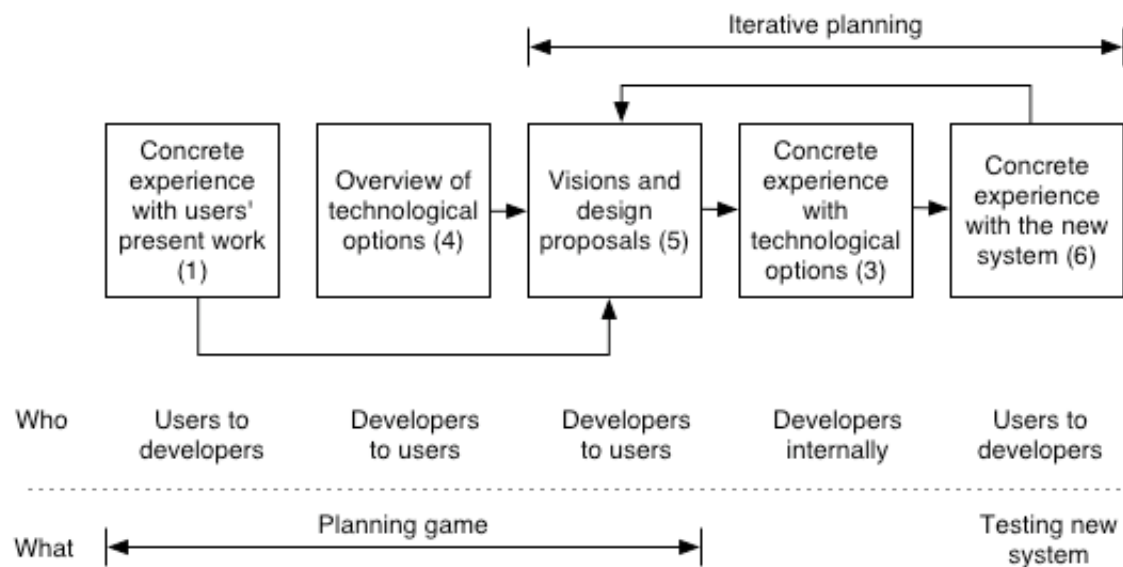 Iterative planning
Concrete
experience
with users'
present work
(1)
Overview of
technological
options (4)
Visions and
design
proposals (5)
Concrete
experience
with
technological
options (3)
Concrete
experience
with the new
system (6)
Who
Users to
developers
Developers
to users
Developers
to users
Developers
internally
Users to
developers
What
Planning game
Testing new
system